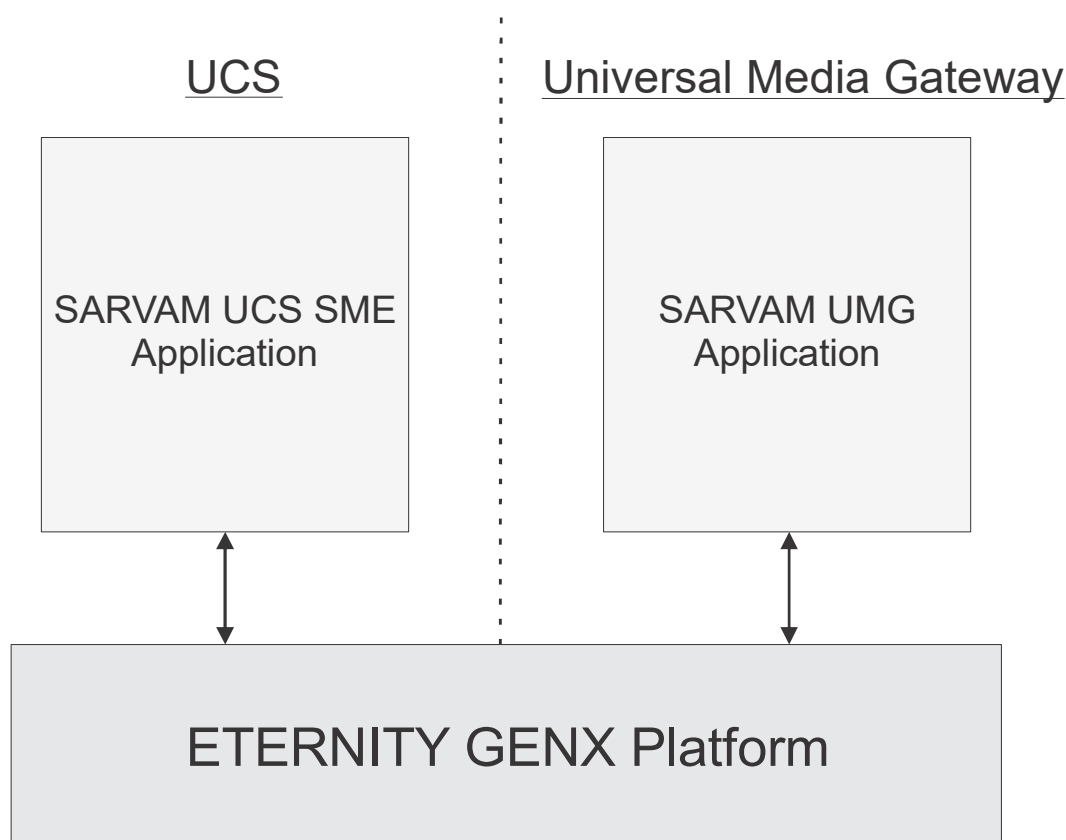 UCS
Universal Media Gateway
SARVAM UCS SME
Application
SARVAM UMG
Application
ETERNITY GENX Platform